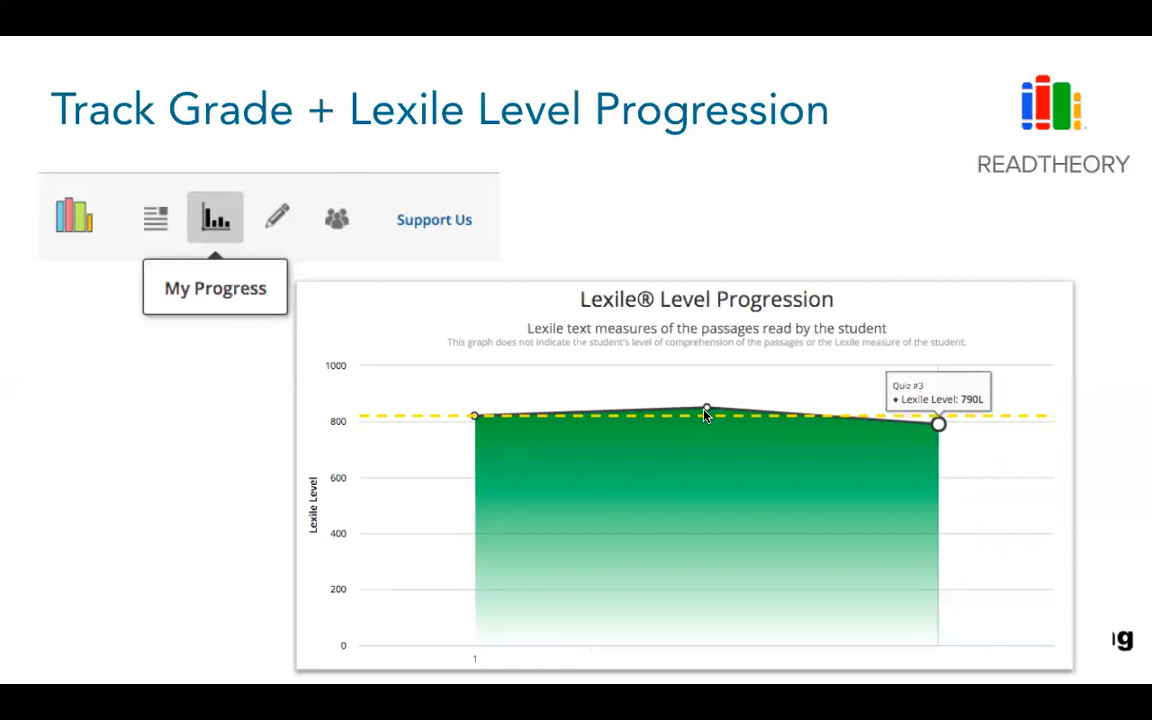 Track Grade + Lexile Level Progression
READTHEORY
Support Us
My Progress
Lexile® Level Progression
Lexile text measures of the passages read by the student
This graph does not indicate the student's level of comprehension of the passages or the Lexile measure of the student.
1000
Quiz #3
• Lexile Level: 790L
800
600
Lexile Level
400
200
0
1